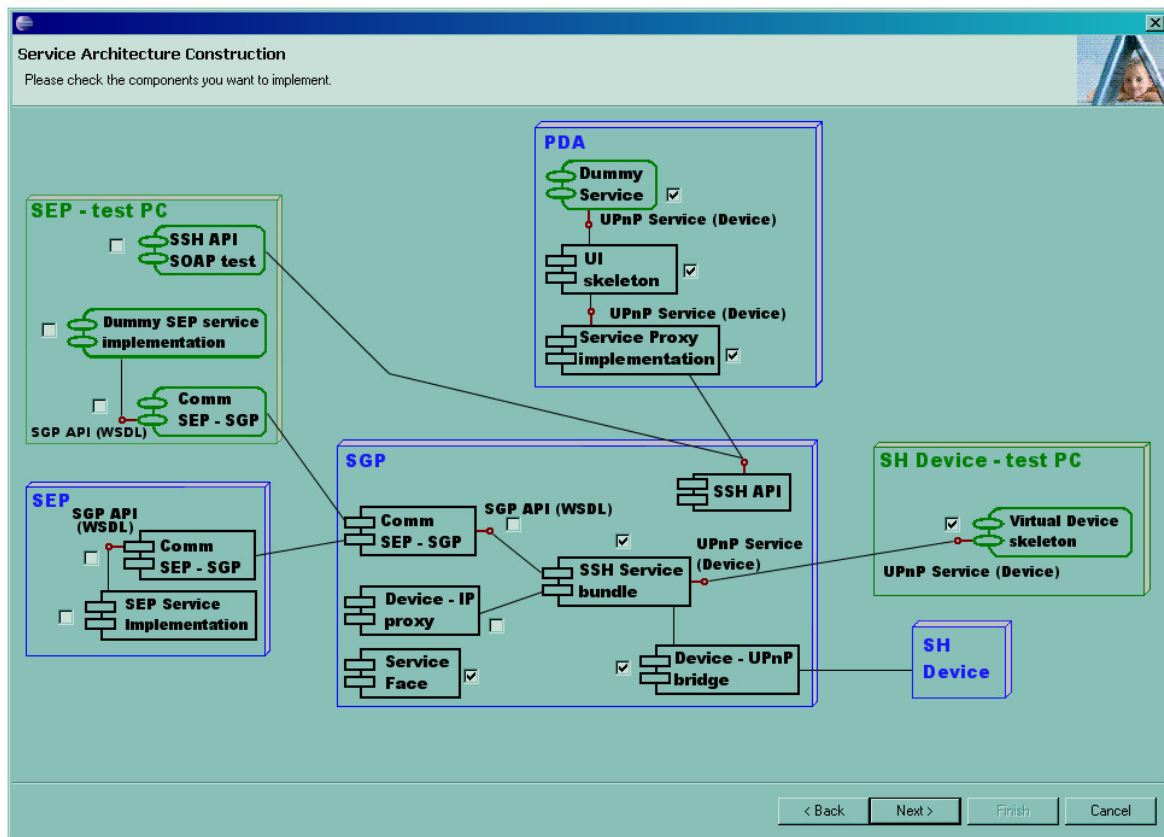 Service Architecture Construction
Please check the components you want to implement.
PDA
Dummy
Service
UPnP Service (Device)
UI
skeleton
UPnP Service (Device)
Service Proxy
implementation
SEP - test PC
SSH API
SOAP test
Dummy SEP service
implementation
Comm
SEP - SGP
SGP API (WSDL)
SEP
SGP API
(WSDL)
Comm
SEP - SGP
SEP Service
Implementation
SGP
SSH API
Comm
SEP - SGP
SGP API (WSDL)
UPnP Service
(Device)
SSH Service
bundle
Device - IP
proxy
Service
Face
Device - UPnP
bridge
SH Device - test PC
Virtual Device
skeleton
UPnP Service (Device)
SH
Device
< Back
Next >
Finish
Cancel